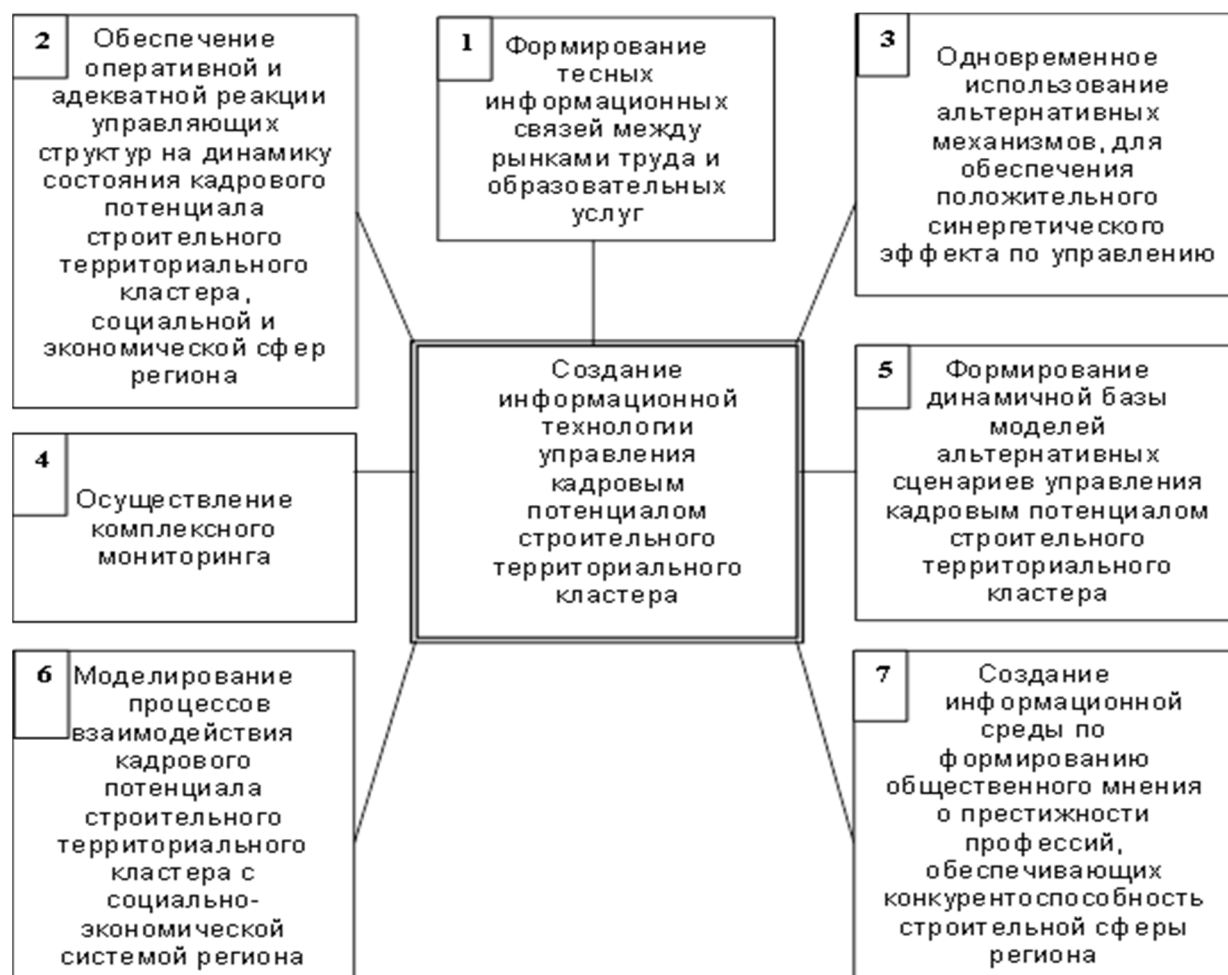 1
Формирование
тесных
информационных
связей между
рынками труда и
образовательных
услуг
2
Обеспечение
оперативной и
адекватной реакции
управляющих
структур на динамику
состояния кадрового
потенциала
строительного
территориального
кластера,
социальной и
экономической сфер
региона
3
Одновременное
использование
альтернативных
механизмов, для
обеспечения
положительного
синергетического
эффекта по управлению
Создание
информационной
технологии
управления
кадровым
потенциалом
строительного
территориального
кластера
4
Осуществление
комплексного
мониторинга
5
Формирование
динамичной базы
моделей
альтернативных
сценариев управления
кадровым потенциалом
строительного
территориального
кластера
6
Моделирование
процессов
взаимодействия
кадрового
потенциала
строительного
территориального
кластера с
социально-
экономической
системой региона
7
Создание
информационной
среды по
формированию
общественного мнения
о престижности
профессий,
обеспечивающих
конкурентоспособность
строительной сферы
региона